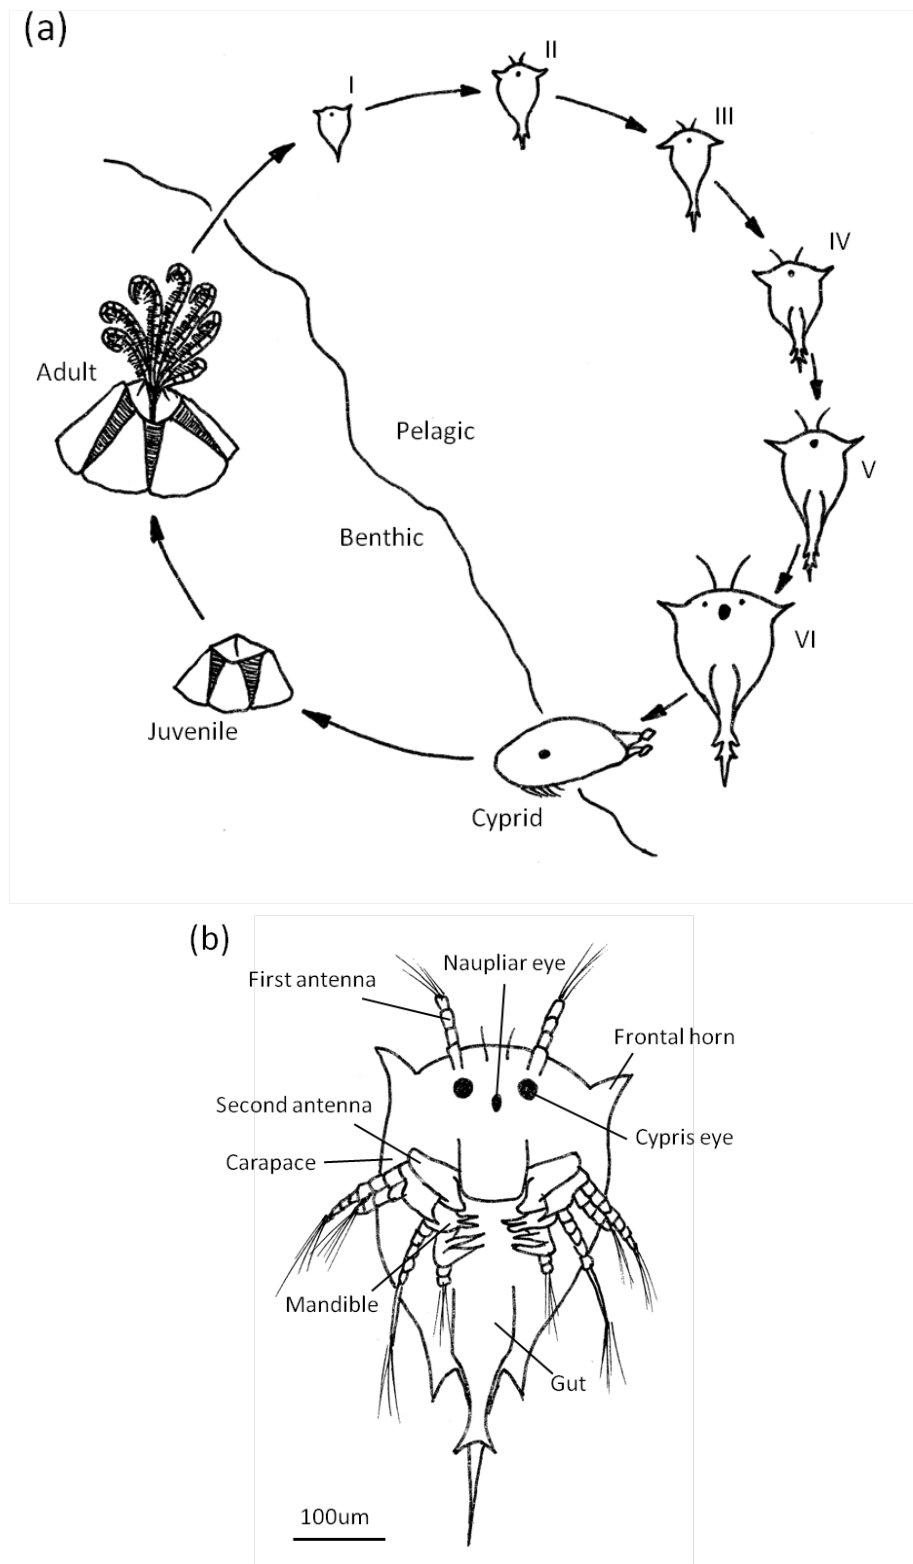 (a)
I
II
III
IV
V
VI
Adult
Pelagic
Benthic
Juvenile
Cyprid
(b)
Naupliar eye
First antenna
Frontal horn
Second antenna
Cypris eye
Carapace
Mandible
Gut
100um